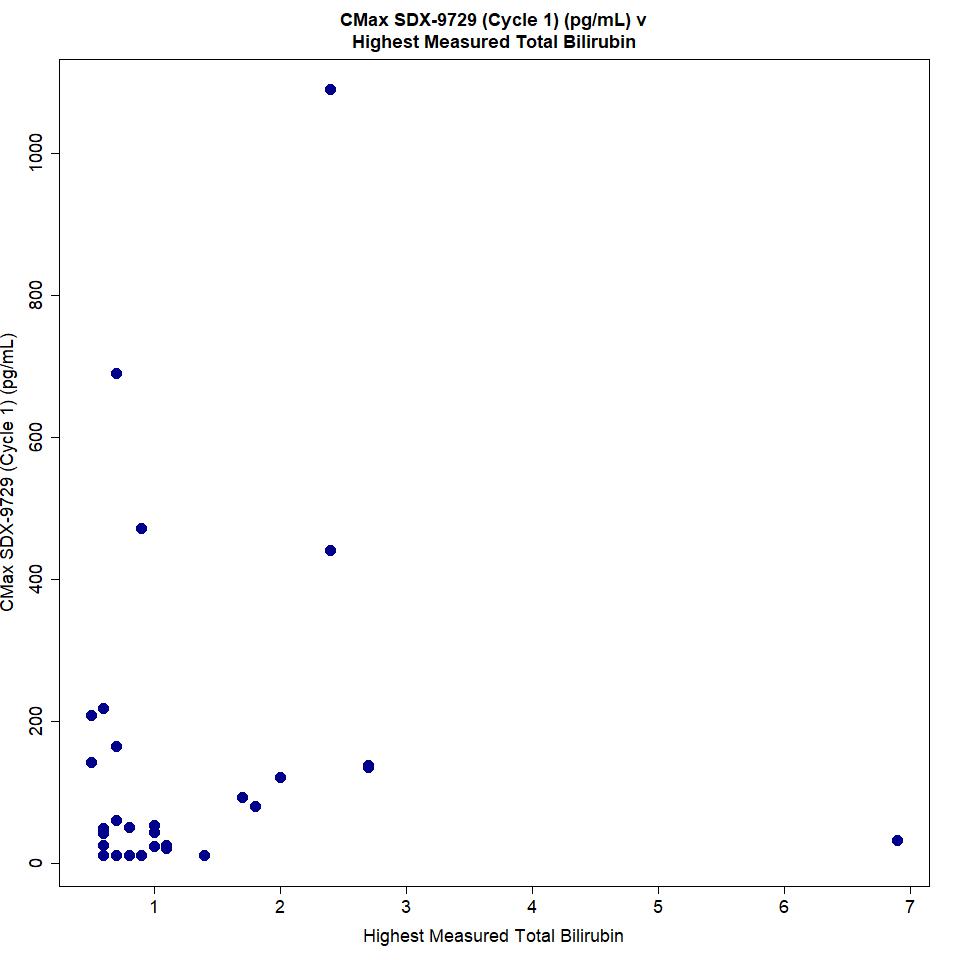 CMax SDX-9729 (Cycle 1) (pg/mL) v
Highest Measured Total Bilirubin
CMax SDX-9729 (Cycle 1) (pg/mL)
1000
800
600
400
200
0
1 2 3 4 5 6 7
Highest Measured Total Bilirubin